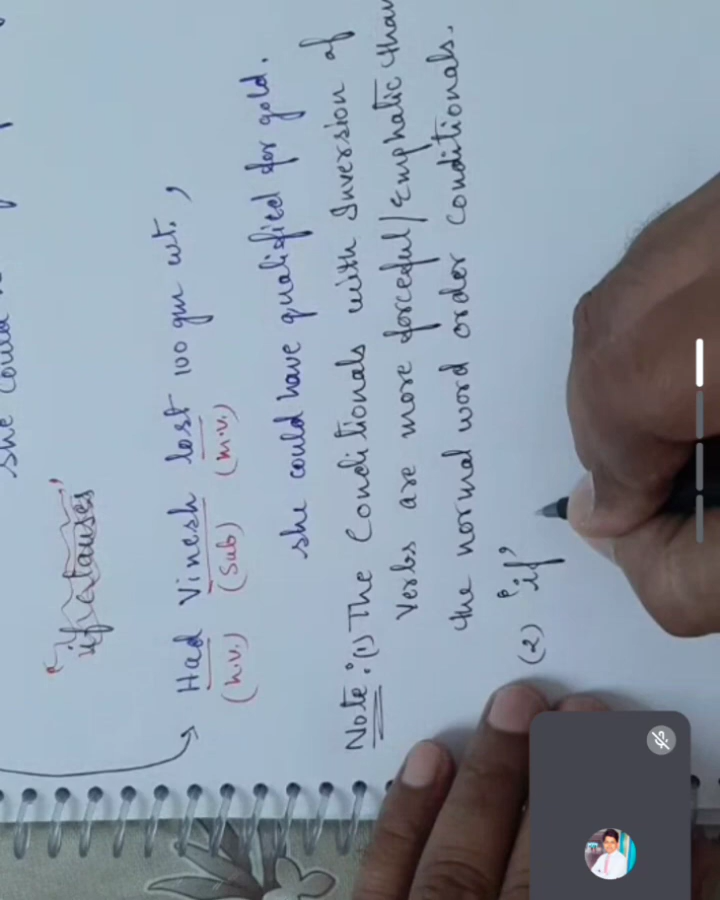 she could
'if clauses'
Had Vinesh lost 100 gm wt.,
(h.v.) (Sub) (m.v.)
she could have qualified for gold.
Note:(1) The Conditionals with Inversion of
Verbs are more forceful/emphatic than
the normal word order conditionals.
(2) 'if'